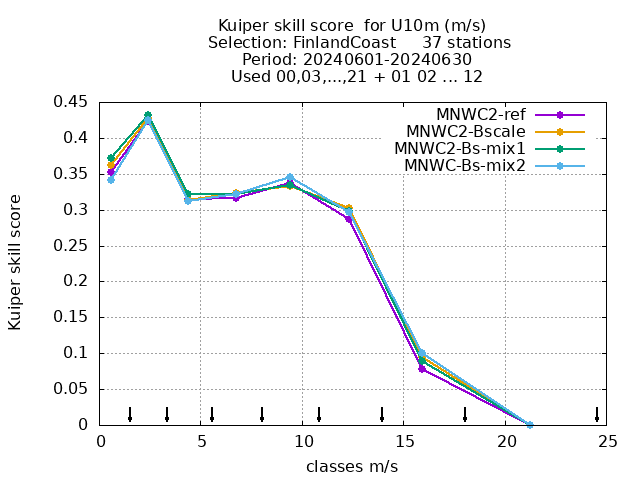 Kuiper skill score  for U10m (m/s)
Selection: FinlandCoast     37 stations
Period: 20240601-20240630
Used 00,03,...,21 + 01 02 ... 12
MNWC2-ref
MNWC2-Bscale
MNWC2-Bs-mix1
MNWC-Bs-mix2
Kuiper skill score
0.45
0.4
0.35
0.3
0.25
0.2
0.15
0.1
0.05
0
0 5 10 15 20 25
classes m/s